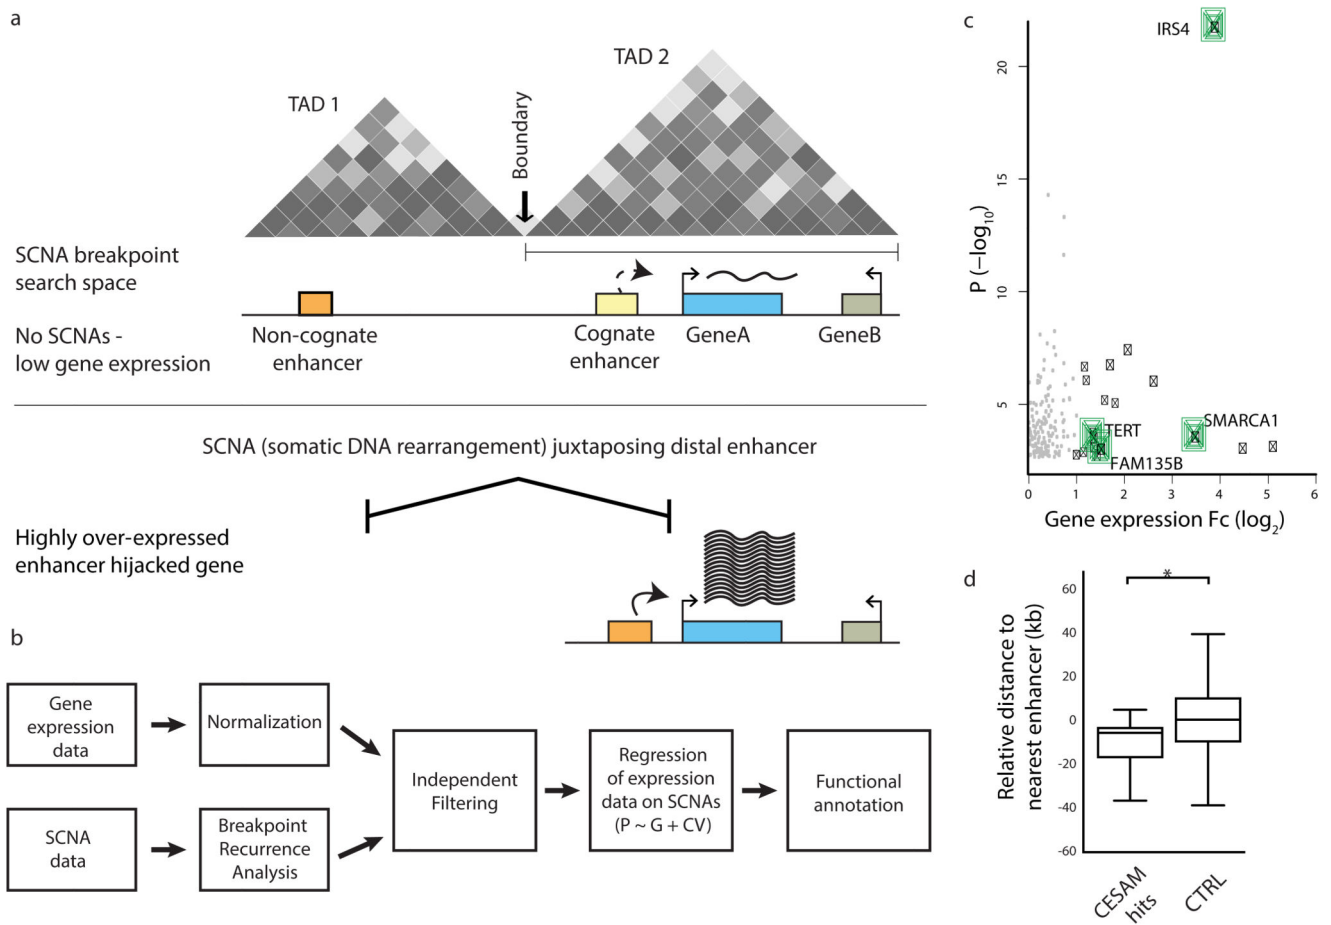 a
TAD 1
TAD 2
Boundary
SCNA breakpoint
search space
No SCNAs -
low gene expression
Non-cognate
enhancer
Cognate
enhancer
GeneA
GeneB
SCNA (somatic DNA rearrangement) juxtaposing distal enhancer
Highly over-expressed
enhancer hijacked gene
b
Gene
expression
data
Normalization
SCNA
data
Breakpoint
Recurrence
Analysis
Independent
Filtering
Regression
of expression
data on SCNAs
(P ~ G + CV)
Functional
annotation
c
P (−log10)
20
15
10
5
IRS4
TERT
FAM135B
SMARCA1
0 1 2 3 4 5 6
Gene expression Fc (log2)
d
Relative distance to
nearest enhancer (kb)
60
40
20
0
-20
-40
-60
*
CESAM
hits
CTRL